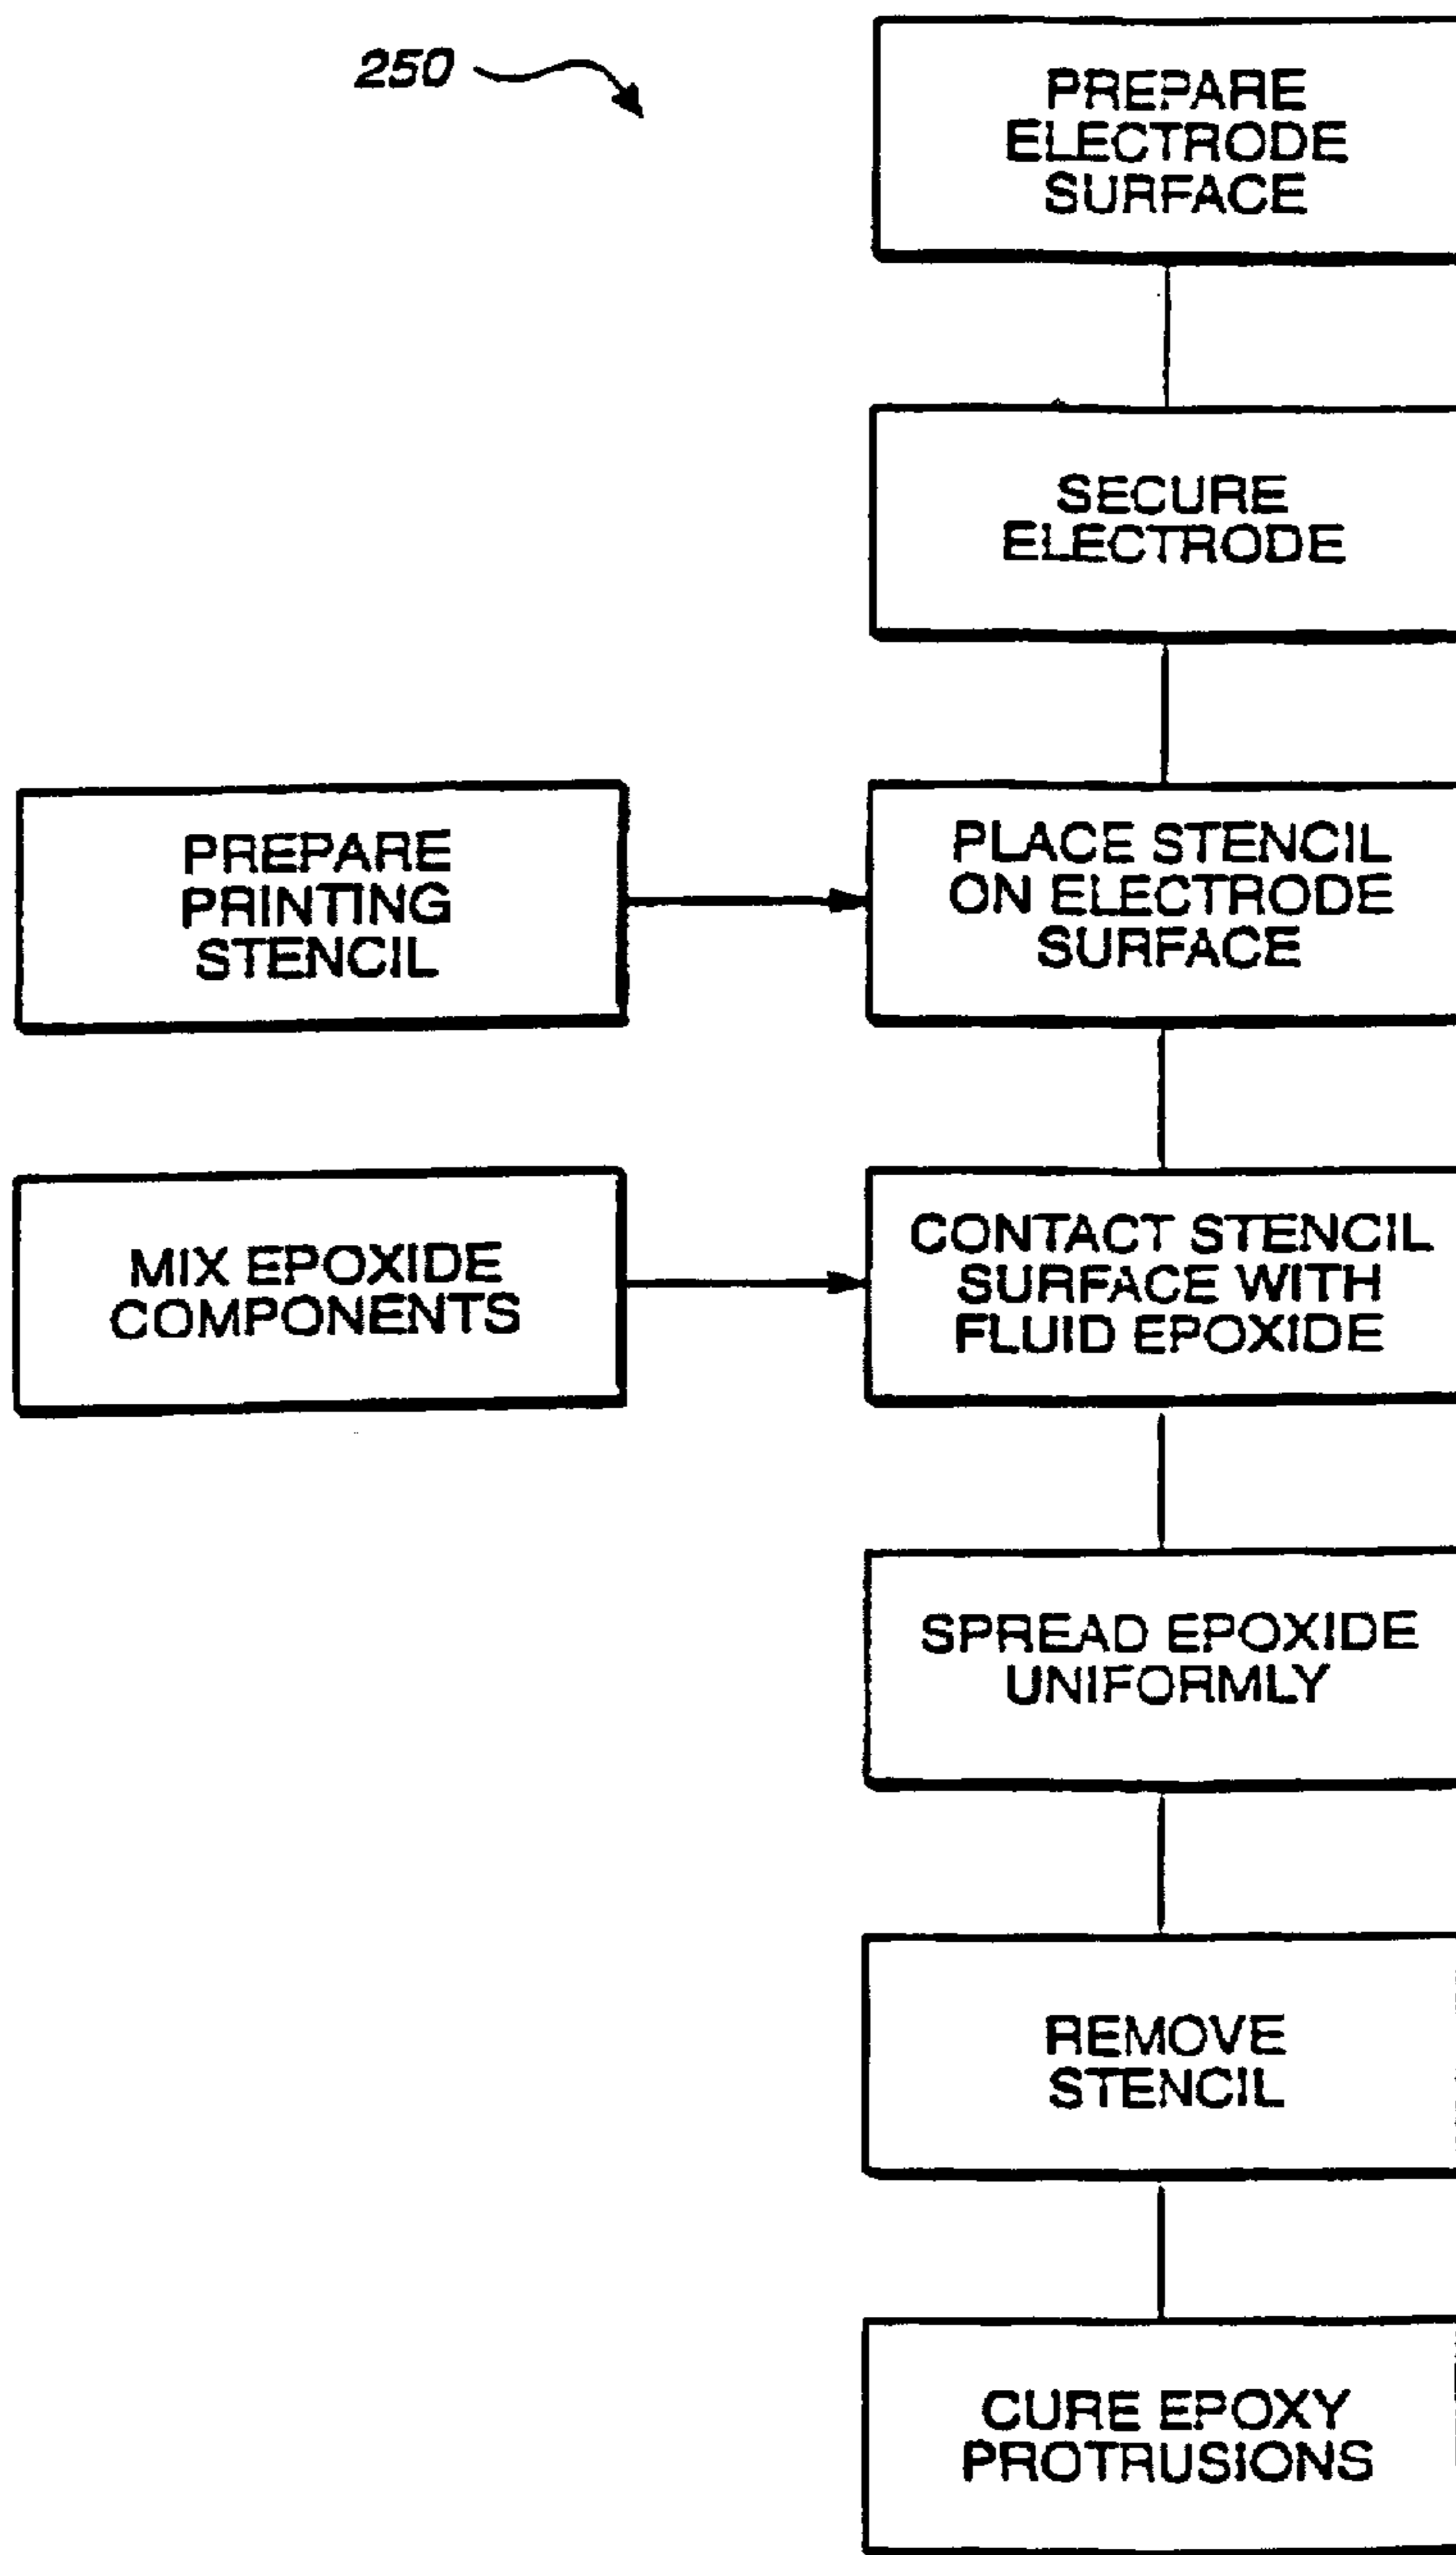 250
PREPARE
ELECTRODE
SURFACE
SECURE
ELECTRODE
PREPARE
PRINTING
STENCIL
PLACE STENCIL
ON ELECTRODE
SURFACE
MIX EPOXIDE
COMPONENTS
CONTACT STENCIL
SURFACE WITH
FLUID EPOXIDE
SPREAD EPOXIDE
UNIFORMLY
REMOVE
STENCIL
CURE EPOXY
PROTRUSIONS